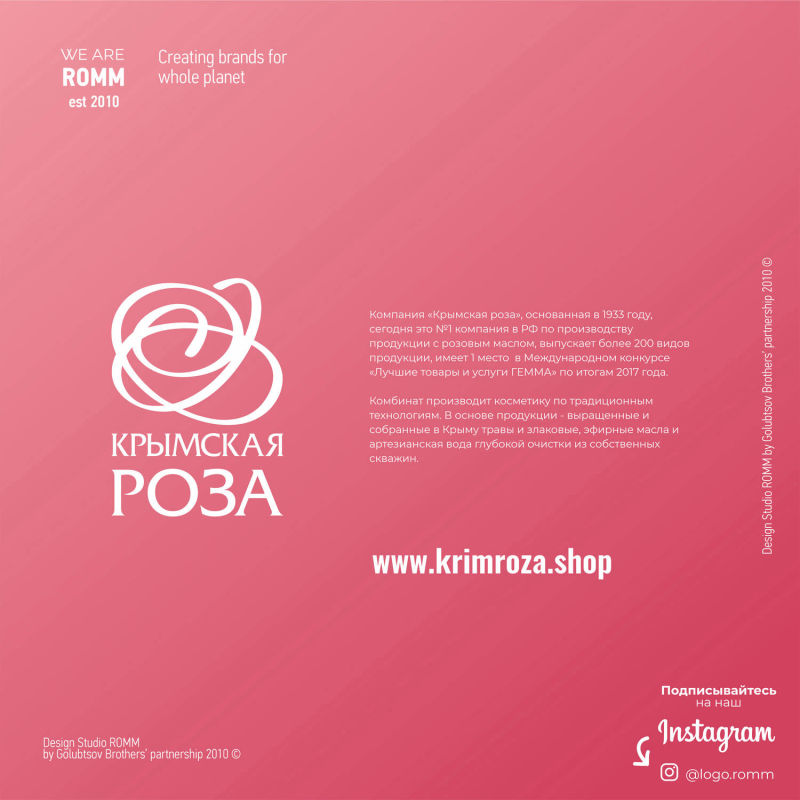 WE ARE
ROMM
est 2010
Creating brands for
whole planet
КРЫМСКАЯ
РОЗА
Компания «Крымская роза», основанная в 1933 году,
сегодня это №1 компания в РФ по производству
продукции с розовым маслом, выпускает более 200 видов
продукции, имеет 1 место в Международном конкурсе
«Лучшие товары и услуги ГЕММА» по итогам 2017 года.
Комбинат производит косметику по традиционным
технологиям. В основе продукции - выращенные и
собранные в Крыму травы и злаковые, эфирные масла и
артезианская вода глубокой очистки из собственных
скважин.
www.krimroza.shop
Design Studio ROMM by Golubtsov Brothers' partnership 2010 ©
Design Studio ROMM
by Golubtsov Brothers' partnership 2010 ©
Подписывайтесь
на наш
Instagram
@logo.romm